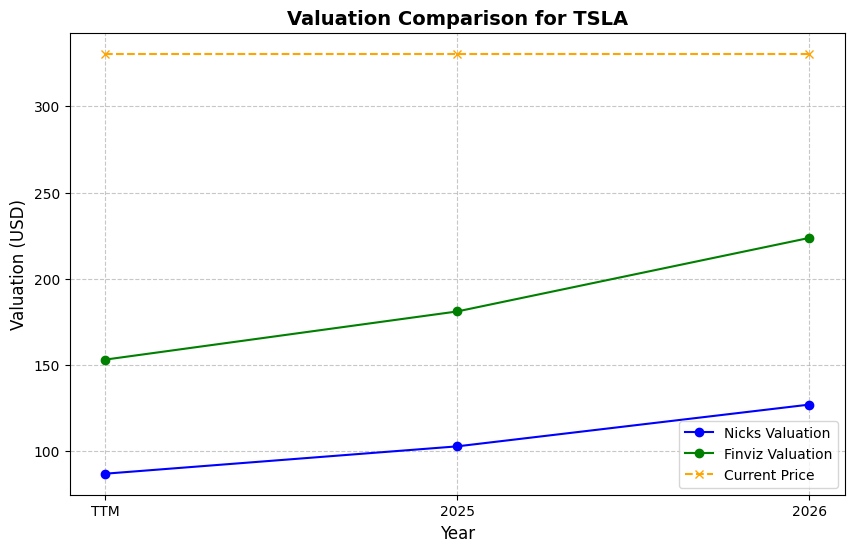 Valuation Comparison for TSLA
Valuation (USD)
300
250
200
150
100
Nicks Valuation
Finviz Valuation
Current Price
TTM 2025 2026
Year